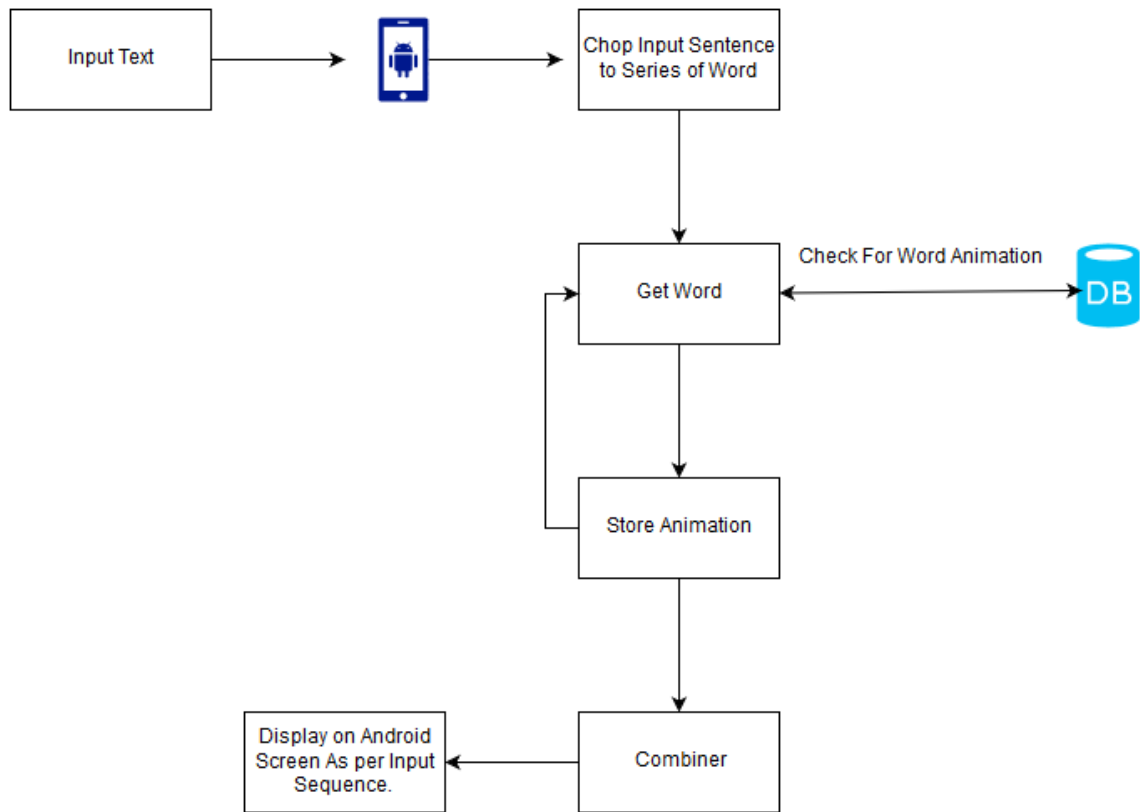 Input Text
Chop Input Sentence
to Series of Word
Check For Word Animation
Get Word
DB
Store Animation
Display on Android
Screen As per Input
Sequence.
Combiner